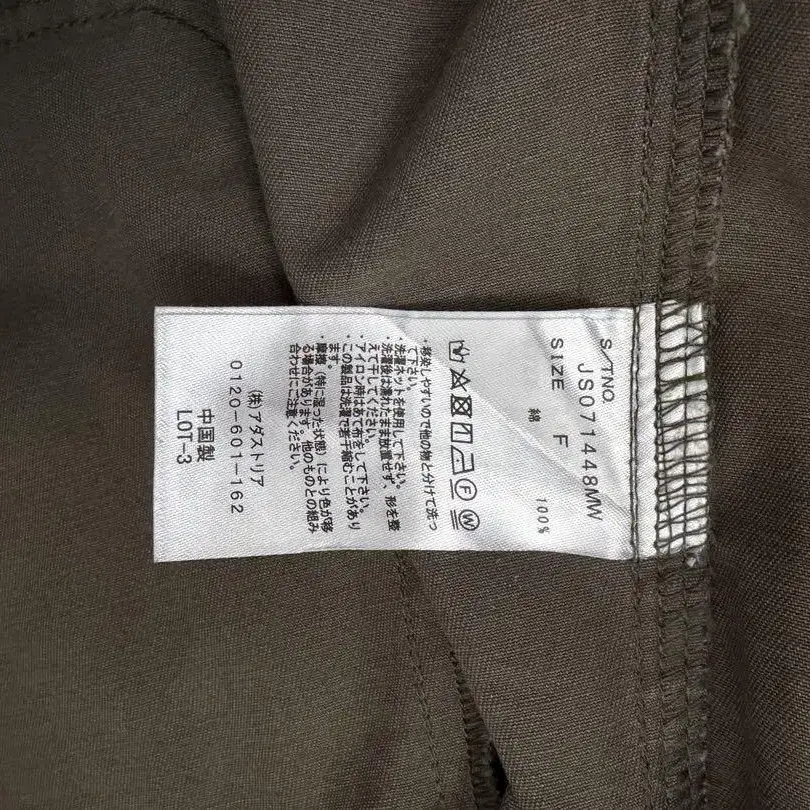 S/TNO.
JS071448MW
SIZE F
綿 100%
・移染しやすいので他の物と分けて洗っ
て下さい。
・洗濯ネットを使用して下さい。
・洗濯後は濡れたまま放置せず、形を整
えて干してください。
・アイロン時はあて布をして下さい。
・この製品は洗濯で若干縮むことがあり
ます。
・摩擦（特に湿った状態）により色が移
る場合があります。他のものとの組み
合わせにご注意ください。
(株)アダストリア
0120-601-162
中国製
LOT-3